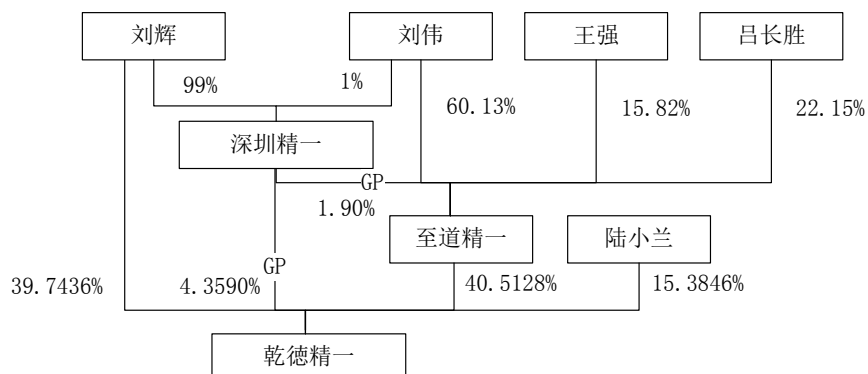 刘辉
刘伟
王强
吕长胜
99%
1%
60.13%
15.82%
22.15%
深圳精一
GP
1.90%
至道精一
陆小兰
GP
39.7436%
4.3590%
40.5128%
15.3846%
乾德精一